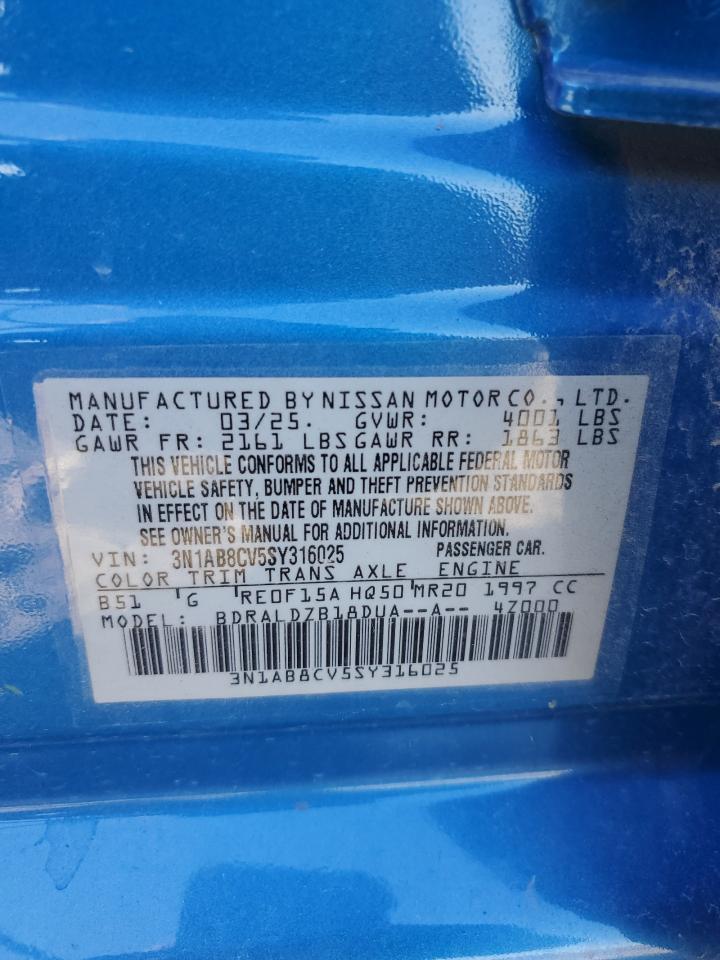 MANUFACTURED BY NISSAN MOTOR CO., LTD.
DATE: 03/25. GVWR: 4001 LBS
GAWR FR: 2161 LBS GAWR RR: 1863 LBS
THIS VEHICLE CONFORMS TO ALL APPLICABLE FEDERAL MOTOR
VEHICLE SAFETY, BUMPER AND THEFT PREVENTION STANDARDS
IN EFFECT ON THE DATE OF MANUFACTURE SHOWN ABOVE.
SEE OWNER'S MANUAL FOR ADDITIONAL INFORMATION.
VIN: 3N1AB8CV5SY316025 PASSENGER CAR.
COLOR TRIM TRANS AXLE ENGINE
B51 G RE0F15A HQ50 MR20 1997 CC
MODEL: BDRALDZB18DUA--A-- 4Z000
3N1AB8CV5SY316025